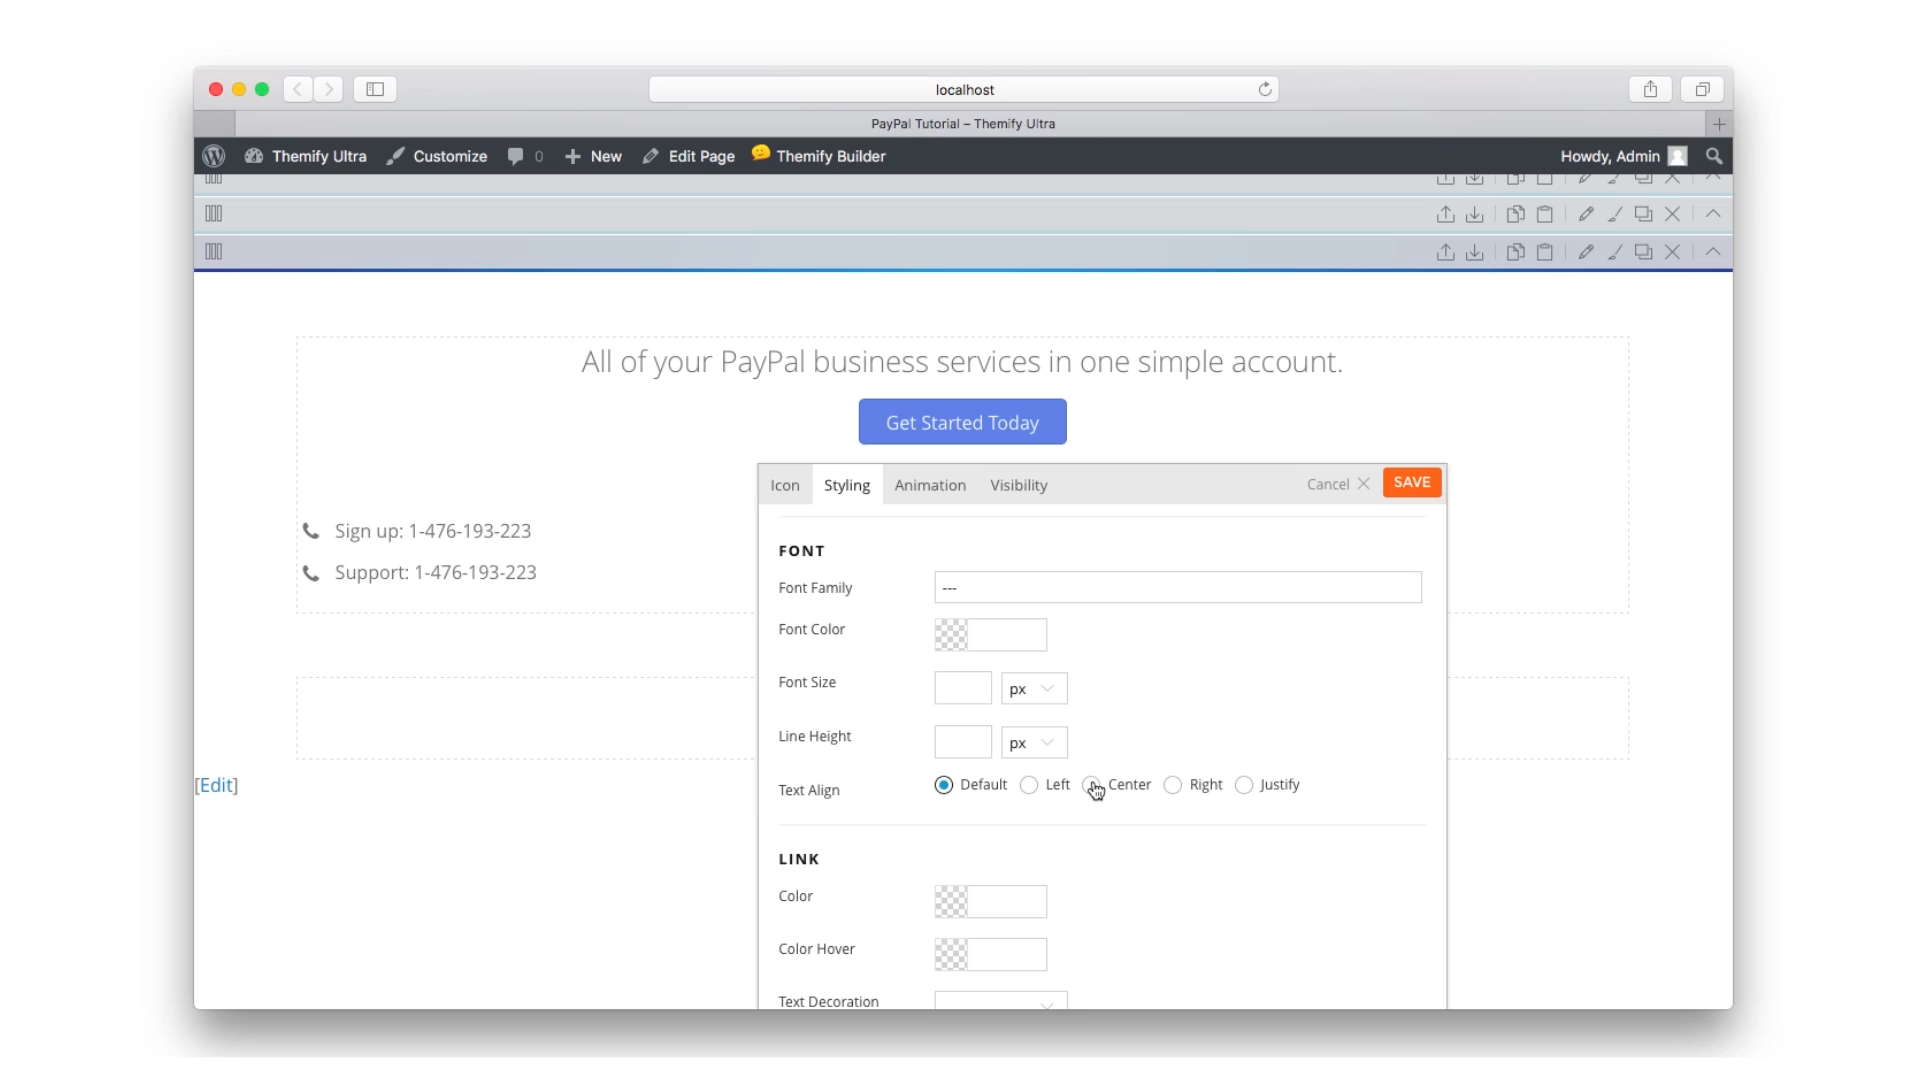 localhost
PayPal Tutorial – Themify Ultra
Themify Ultra Customize 0 New Edit Page Themify Builder Howdy, Admin
All of your PayPal business services in one simple account.
Get Started Today
Icon Styling Animation Visibility Cancel SAVE
Sign up: 1-476-193-223
Support: 1-476-193-223
FONT
Font Family ---
Font Color
Font Size px
Line Height px
Text Align Default Left Center Right Justify
[Edit]
LINK
Color
Color Hover
Text Decoration